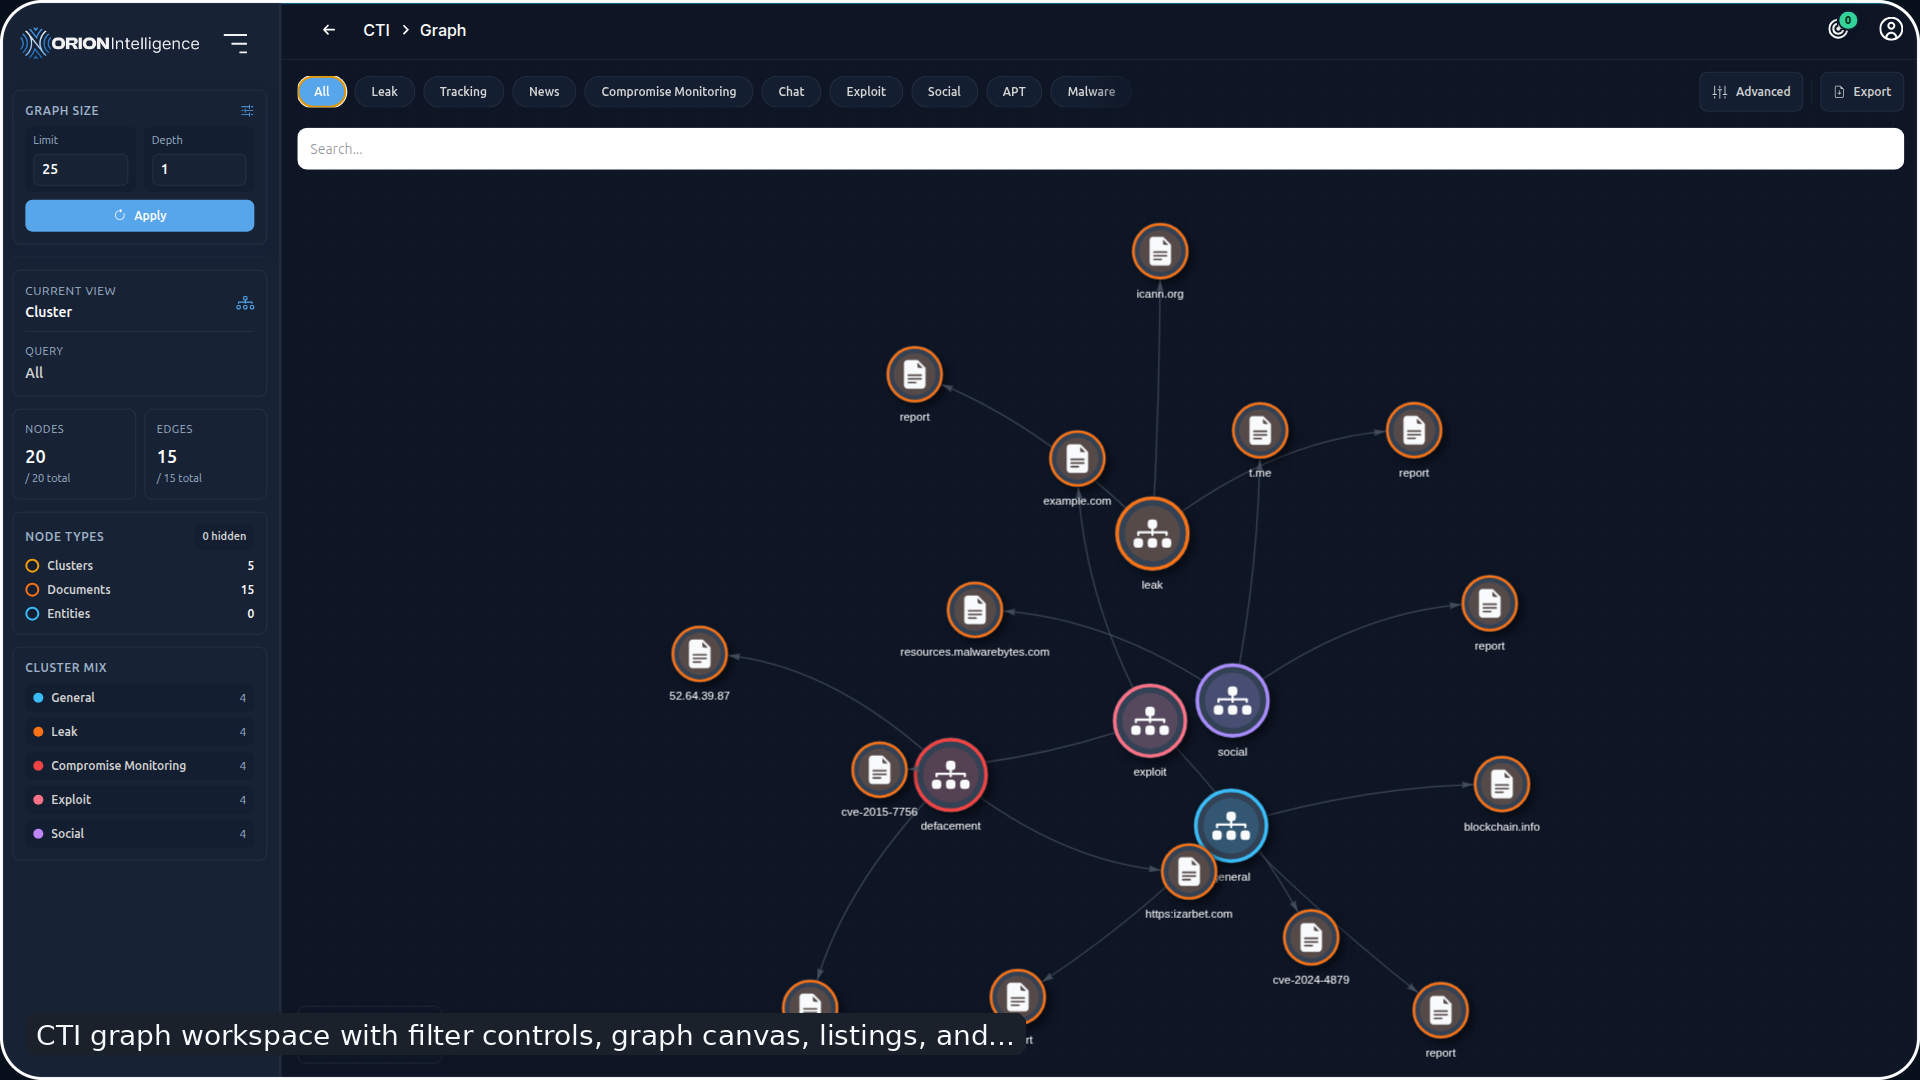 ORIONIntelligence
CTI > Graph
0
GRAPH SIZE
Limit
Depth
25
1
Apply
All
Leak
Tracking
News
Compromise Monitoring
Chat
Exploit
Social
APT
Malware
Advanced
Export
Search...
CURRENT VIEW
Cluster
QUERY
All
NODES
20
/ 20 total
EDGES
15
/ 15 total
NODE TYPES
0 hidden
Clusters 5
Documents 15
Entities 0
CLUSTER MIX
General 4
Leak 4
Compromise Monitoring 4
Exploit 4
Social 4
icann.org
report
example.com
t.me
report
leak
resources.malwarebytes.com
report
52.64.39.87
social
exploit
cve-2015-7756
defacement
blockchain.info
eneral
https:izarbet.com
cve-2024-4879
report
rt
CTI graph workspace with filter controls, graph canvas, listings, and...